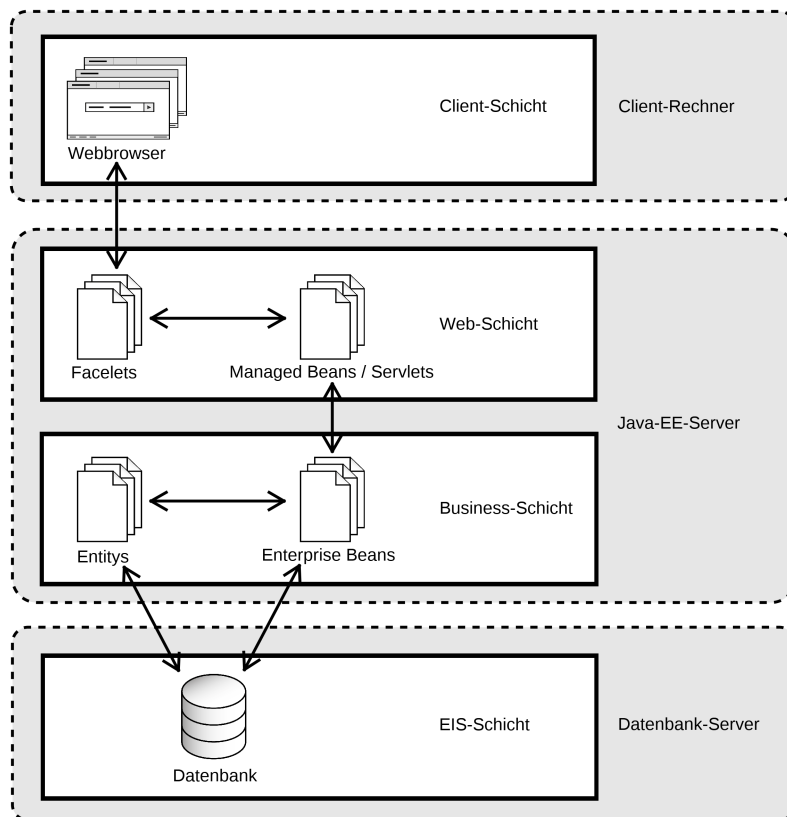 Client-Schicht
Client-Rechner
Webbrowser
Web-Schicht
Facelets
Managed Beans / Servlets
Java-EE-Server
Business-Schicht
Entitys
Enterprise Beans
EIS-Schicht
Datenbank-Server
Datenbank